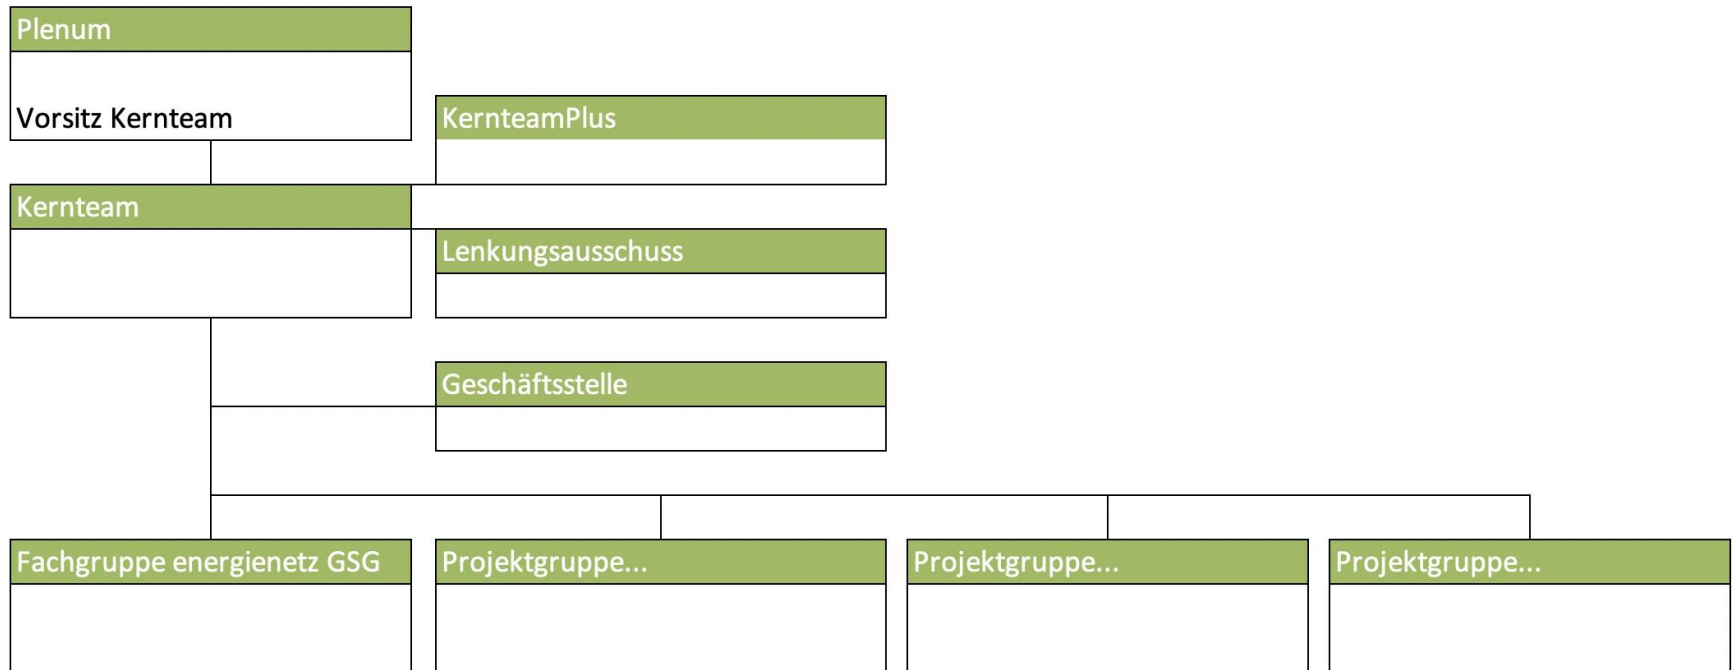 Plenum
Vorsitz Kernteam
KernteamPlus
Kernteam
Lenkungsausschuss
Geschäftsstelle
Fachgruppe energienetz GSG
Projektgruppe...
Projektgruppe...
Projektgruppe...